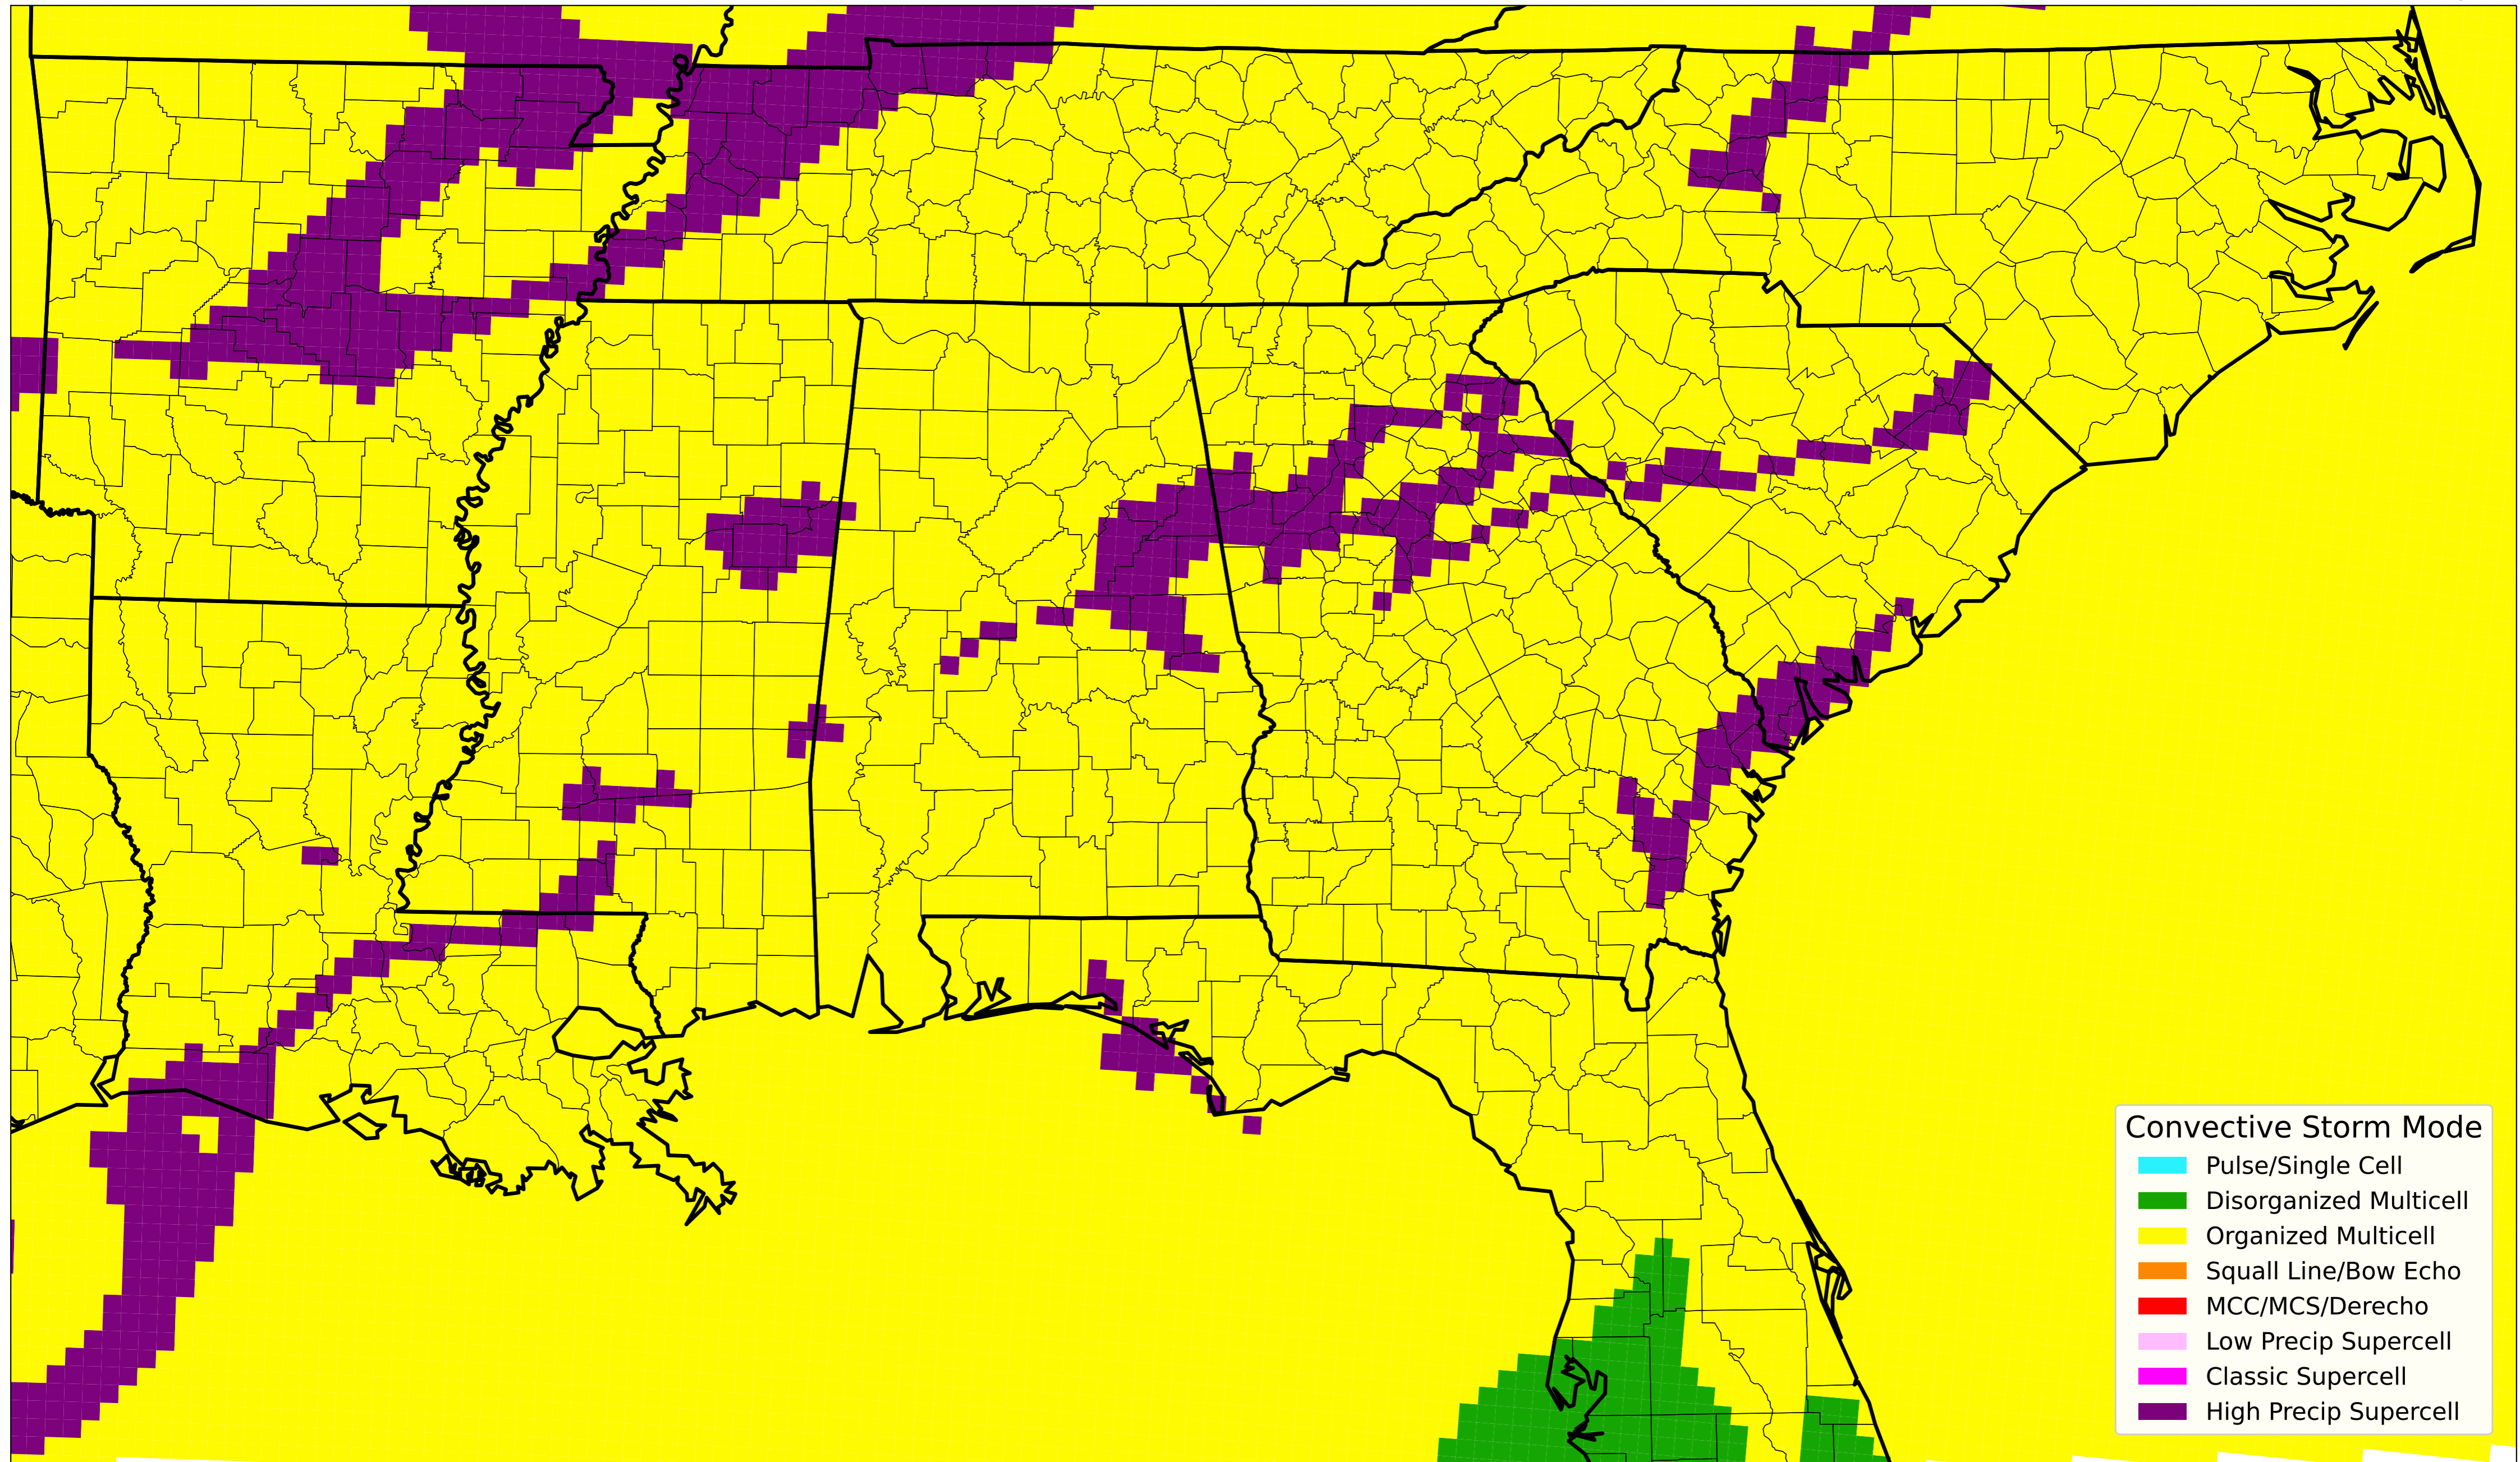 Convective Storm Mode
Pulse/Single Cell
Disorganized Multicell
Organized Multicell
Squall Line/Bow Echo
MCC/MCS/Derecho
Low Precip Supercell
Classic Supercell
High Precip Supercell